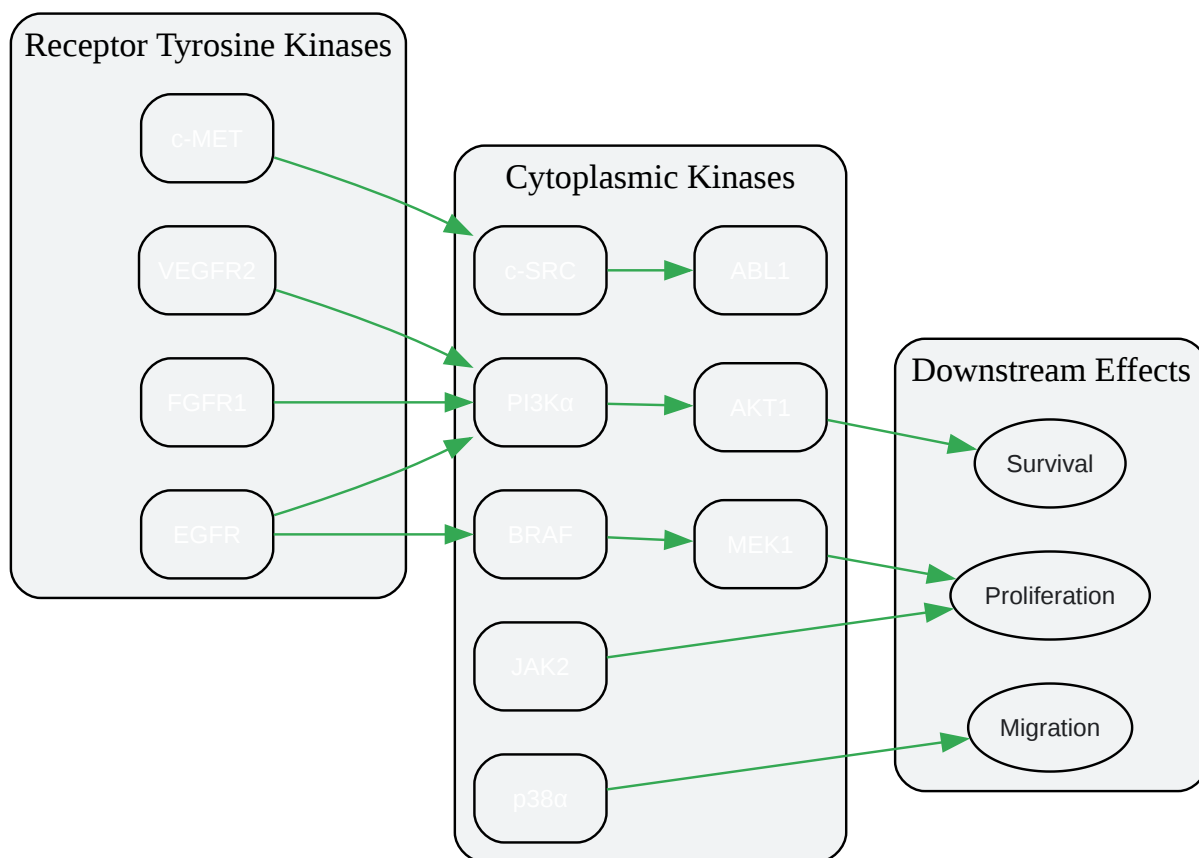 Receptor Tyrosine Kinases
c-MET
VEGFR2
FGFR1
EGFR
Cytoplasmic Kinases
c-SRC
ABL1
PI3Kα
AKT1
BRAF
MEK1
JAK2
p38α
Downstream Effects
Survival
Proliferation
Migration